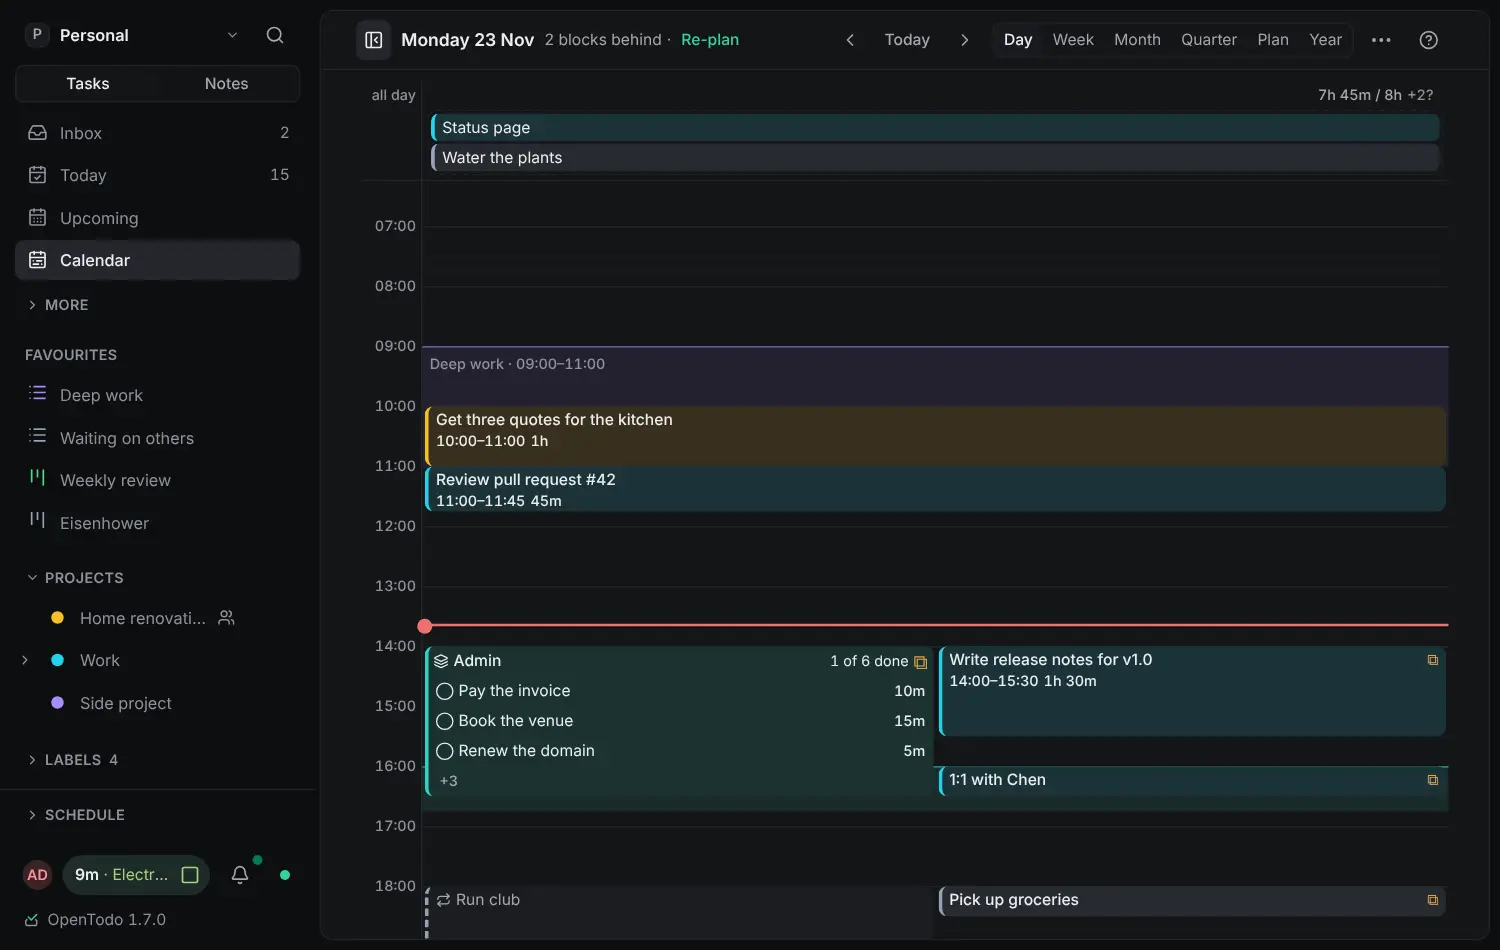 P Personal
Tasks Notes
Inbox 2
Today 15
Upcoming
Calendar
MORE
FAVOURITES
Deep work
Waiting on others
Weekly review
Eisenhower
PROJECTS
Home renovati...
Work
Side project
LABELS 4
SCHEDULE
AD 9m · Electr...
OpenTodo 1.7.0
Monday 23 Nov 2 blocks behind · Re-plan
Today Day Week Month Quarter Plan Year
all day 7h 45m / 8h +2?
Status page
Water the plants
07:00
08:00
09:00
Deep work · 09:00–11:00
10:00
Get three quotes for the kitchen
10:00–11:00 1h
11:00
Review pull request #42
11:00–11:45 45m
12:00
13:00
14:00
Admin 1 of 6 done
Pay the invoice 10m
Book the venue 15m
Renew the domain 5m
+3
Write release notes for v1.0
14:00–15:30 1h 30m
15:00
16:00
1:1 with Chen
17:00
18:00
Run club
Pick up groceries